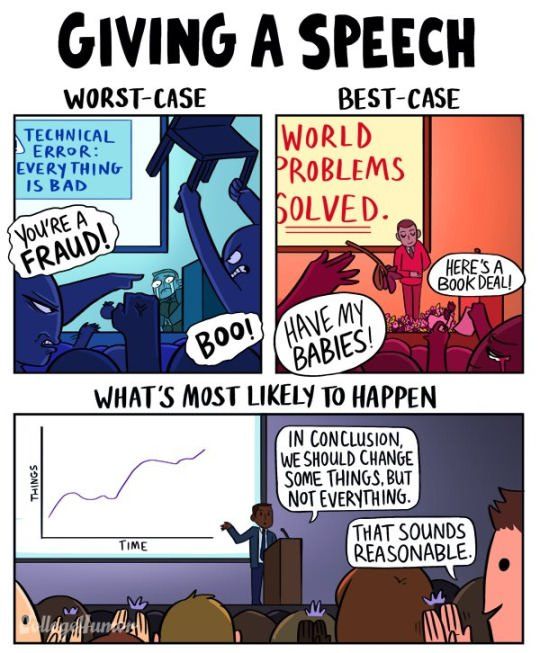 GIVING A SPEECH
WORST-CASE
TECHNICAL
ERROR:
EVERYTHING
IS BAD
YOU'RE A
FRAUD!
BOO!
BEST-CASE
WORLD
PROBLEMS
SOLVED.
HERE'S A
BOOK DEAL!
HAVE MY
BABIES!
WHAT'S MOST LIKELY TO HAPPEN
THINGS
TIME
IN CONCLUSION,
WE SHOULD CHANGE
SOME THINGS, BUT
NOT EVERYTHING.
THAT SOUNDS
REASONABLE.
CollegeHumor